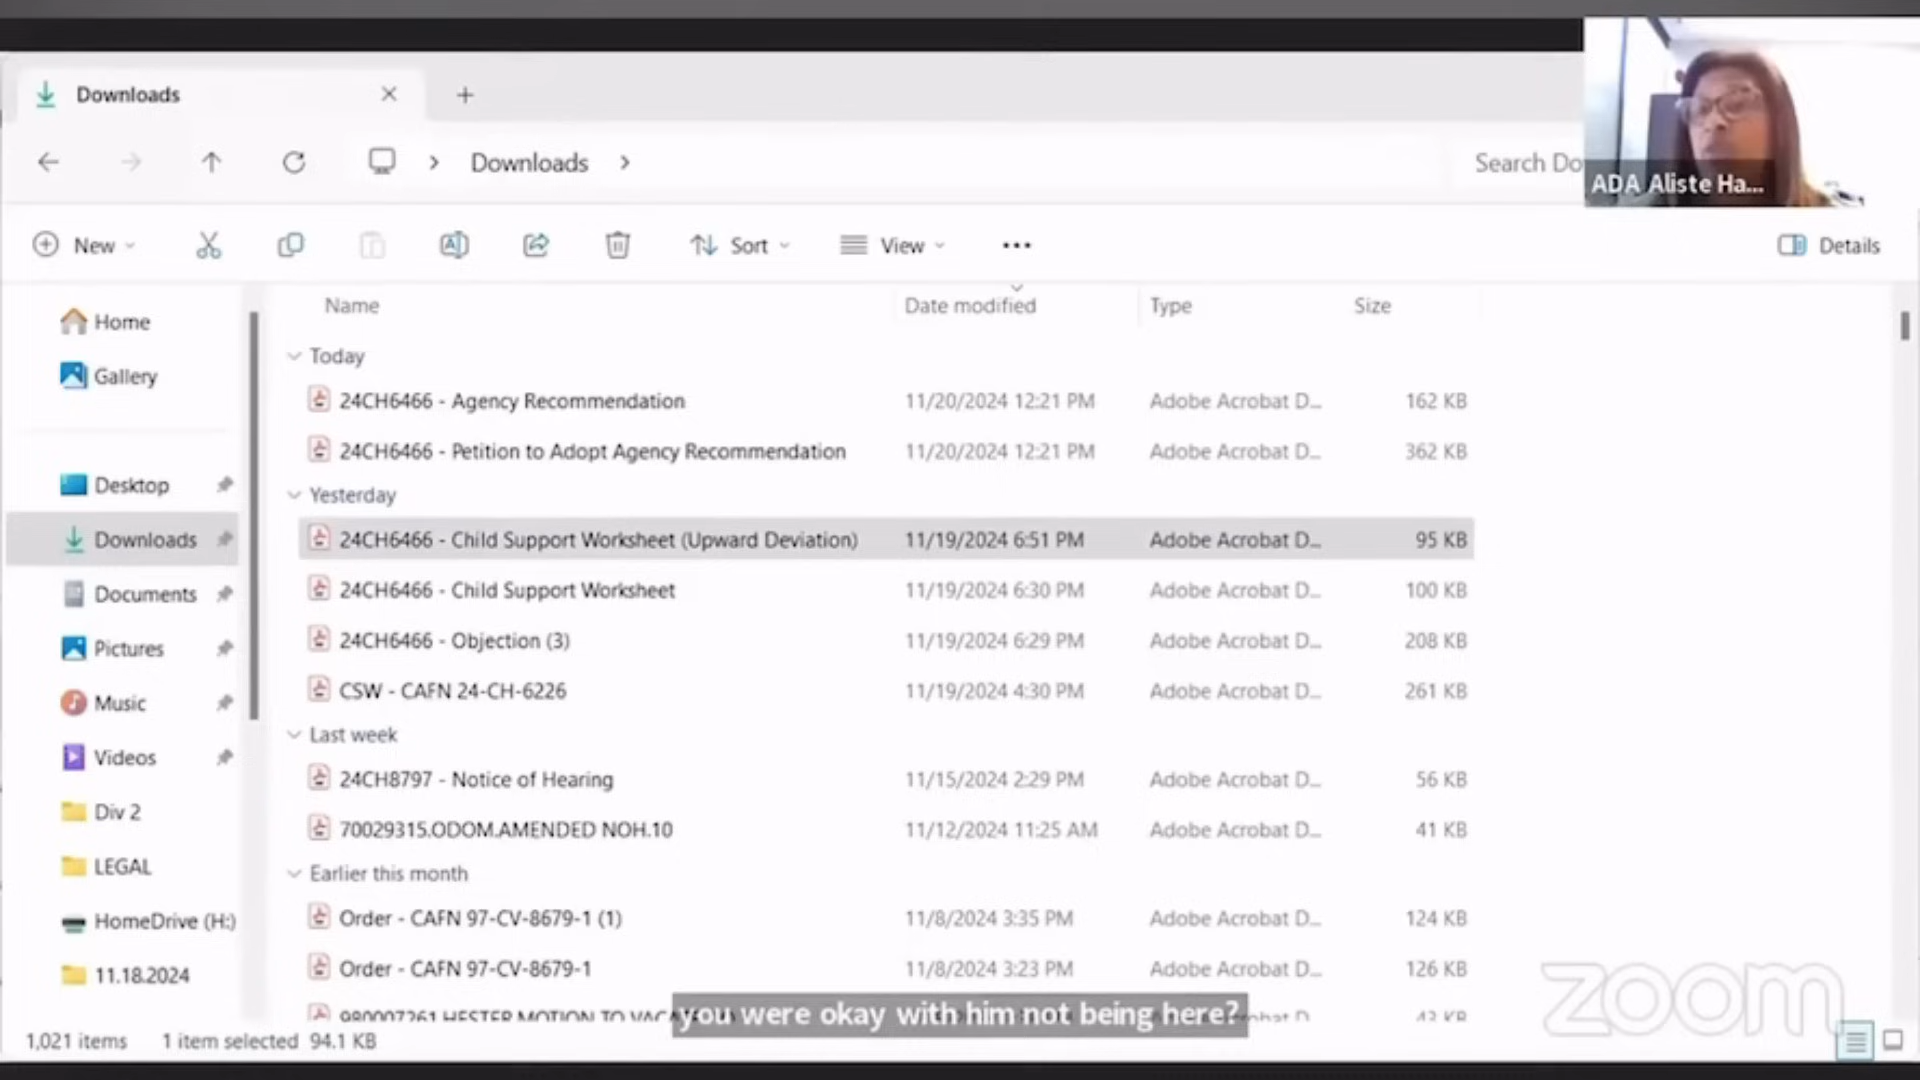 Downloads
Downloads
Search Do
ADA Aliste Ha...
New
Sort
View
Details
Name Date modified Type Size
Home
Gallery
Desktop
Downloads
Documents
Pictures
Music
Videos
Div 2
LEGAL
HomeDrive (H:)
11.18.2024
Today
24CH6466 - Agency Recommendation 11/20/2024 12:21 PM Adobe Acrobat D... 162 KB
24CH6466 - Petition to Adopt Agency Recommendation 11/20/2024 12:21 PM Adobe Acrobat D... 362 KB
Yesterday
24CH6466 - Child Support Worksheet (Upward Deviation) 11/19/2024 6:51 PM Adobe Acrobat D... 95 KB
24CH6466 - Child Support Worksheet 11/19/2024 6:30 PM Adobe Acrobat D... 100 KB
24CH6466 - Objection (3) 11/19/2024 6:29 PM Adobe Acrobat D... 208 KB
CSW - CAFN 24-CH-6226 11/19/2024 4:30 PM Adobe Acrobat D... 261 KB
Last week
24CH8797 - Notice of Hearing 11/15/2024 2:29 PM Adobe Acrobat D... 56 KB
70029315.ODOM.AMENDED NOH.10 11/12/2024 11:25 AM Adobe Acrobat D... 41 KB
Earlier this month
Order - CAFN 97-CV-8679-1 (1) 11/8/2024 3:35 PM Adobe Acrobat D... 124 KB
Order - CAFN 97-CV-8679-1 11/8/2024 3:23 PM Adobe Acrobat D... 126 KB
980007261.HESTER.MOTION TO
you were okay with him not being here?
1,021 items 1 item selected 94.1 KB
zoom